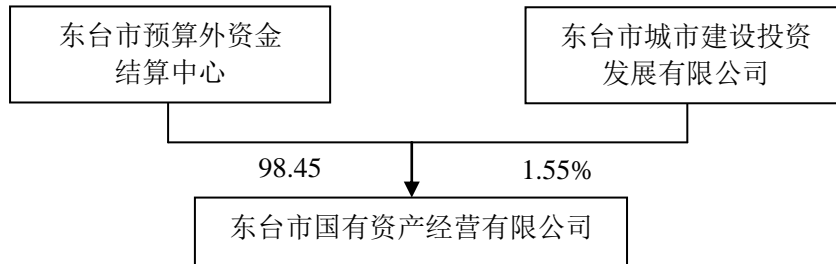 东台市预算外资金
结算中心
东台市城市建设投资
发展有限公司
98.45
1.55%
东台市国有资产经营有限公司